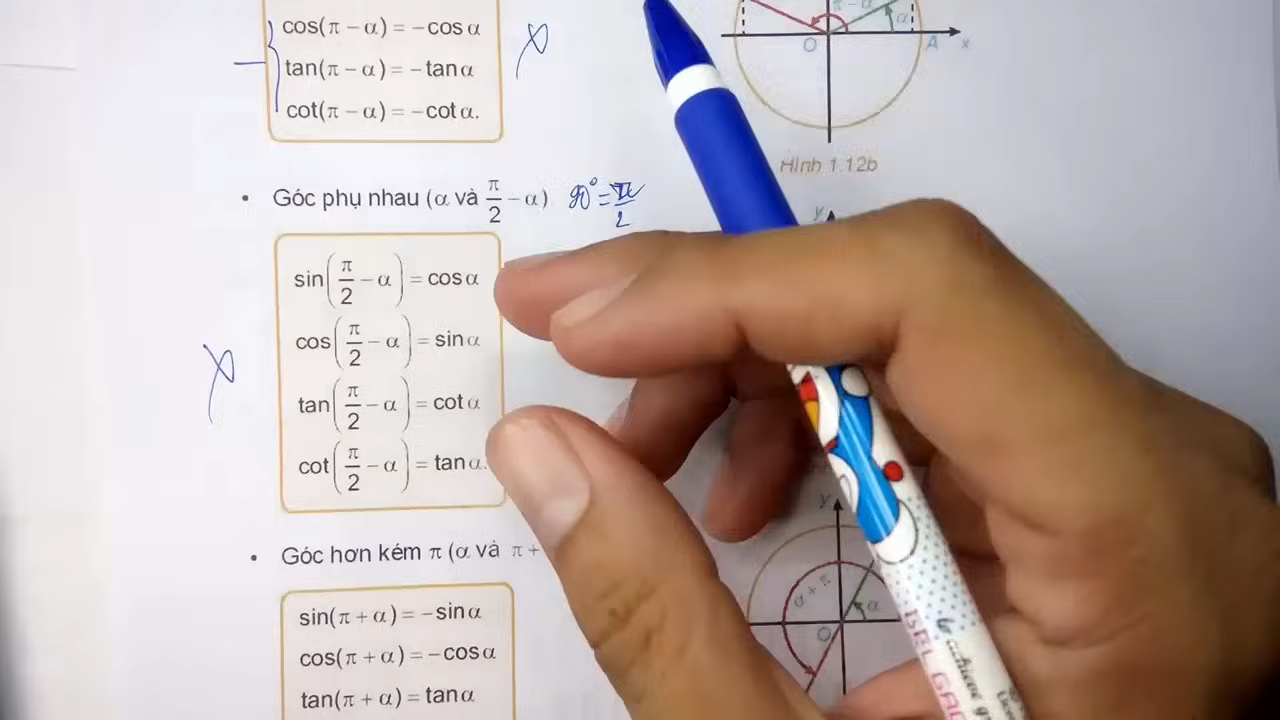 cos(π − α) = −cos α
tan(π − α) = −tan α
cot(π − α) = −cot α.
π − α
α
O
A
x
Hình 1.12b
• Góc phụ nhau (α và π/2 − α) 90° = π/2
y
sin(π/2 − α) = cos α
cos(π/2 − α) = sin α
tan(π/2 − α) = cot α
cot(π/2 − α) = tan α.
• Góc hơn kém π (α và π +
y
α + π
α
O
sin(π + α) = −sin α
cos(π + α) = −cos α
tan(π + α) = tan α